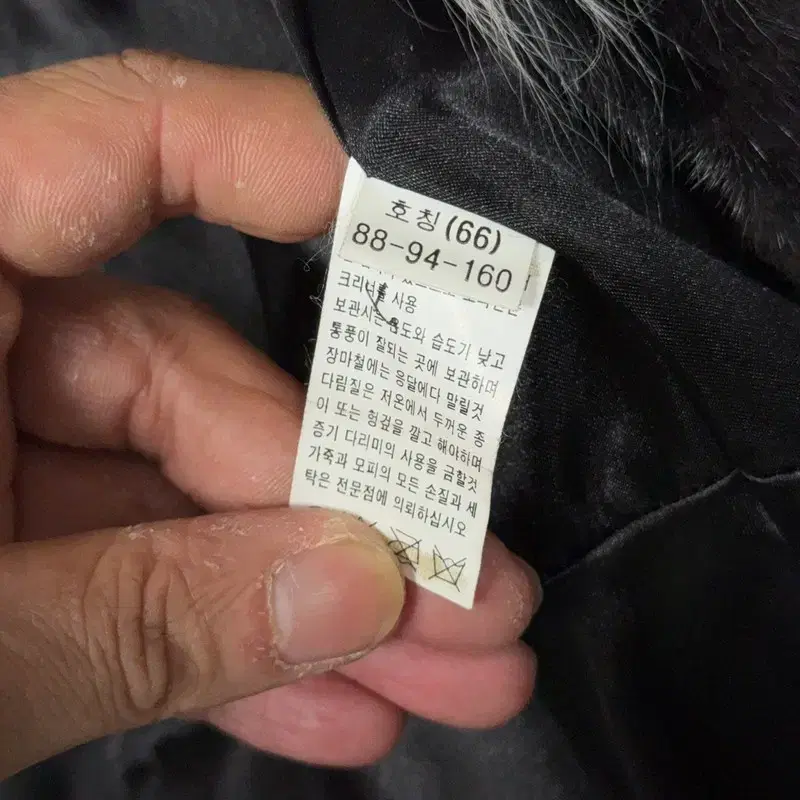 호칭(66)
88-94-160
크리너를 사용
보관시는 온도와 습도가 낮고
통풍이 잘되는 곳에 보관하며
장마철에는 응달에다 말릴것
다림질은 저온에서 두꺼운 종
이 또는 헝겊을 깔고 해야하며
증기 다리미의 사용을 금할것
가죽과 모피의 모든 손질과 세
탁은 전문점에 의뢰하십시오